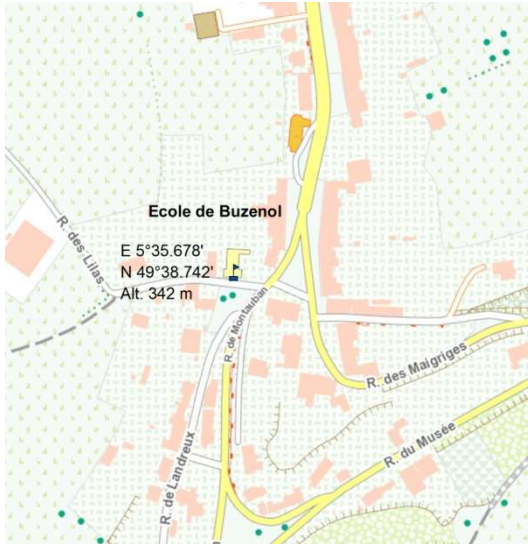 Ecole de Buzenol
E 5°35.678'
N 49°38.742'
Alt. 342 m
R. des Lilas
R. de Montauban
R. des Maigriges
R. du Musée
R. de Landreux